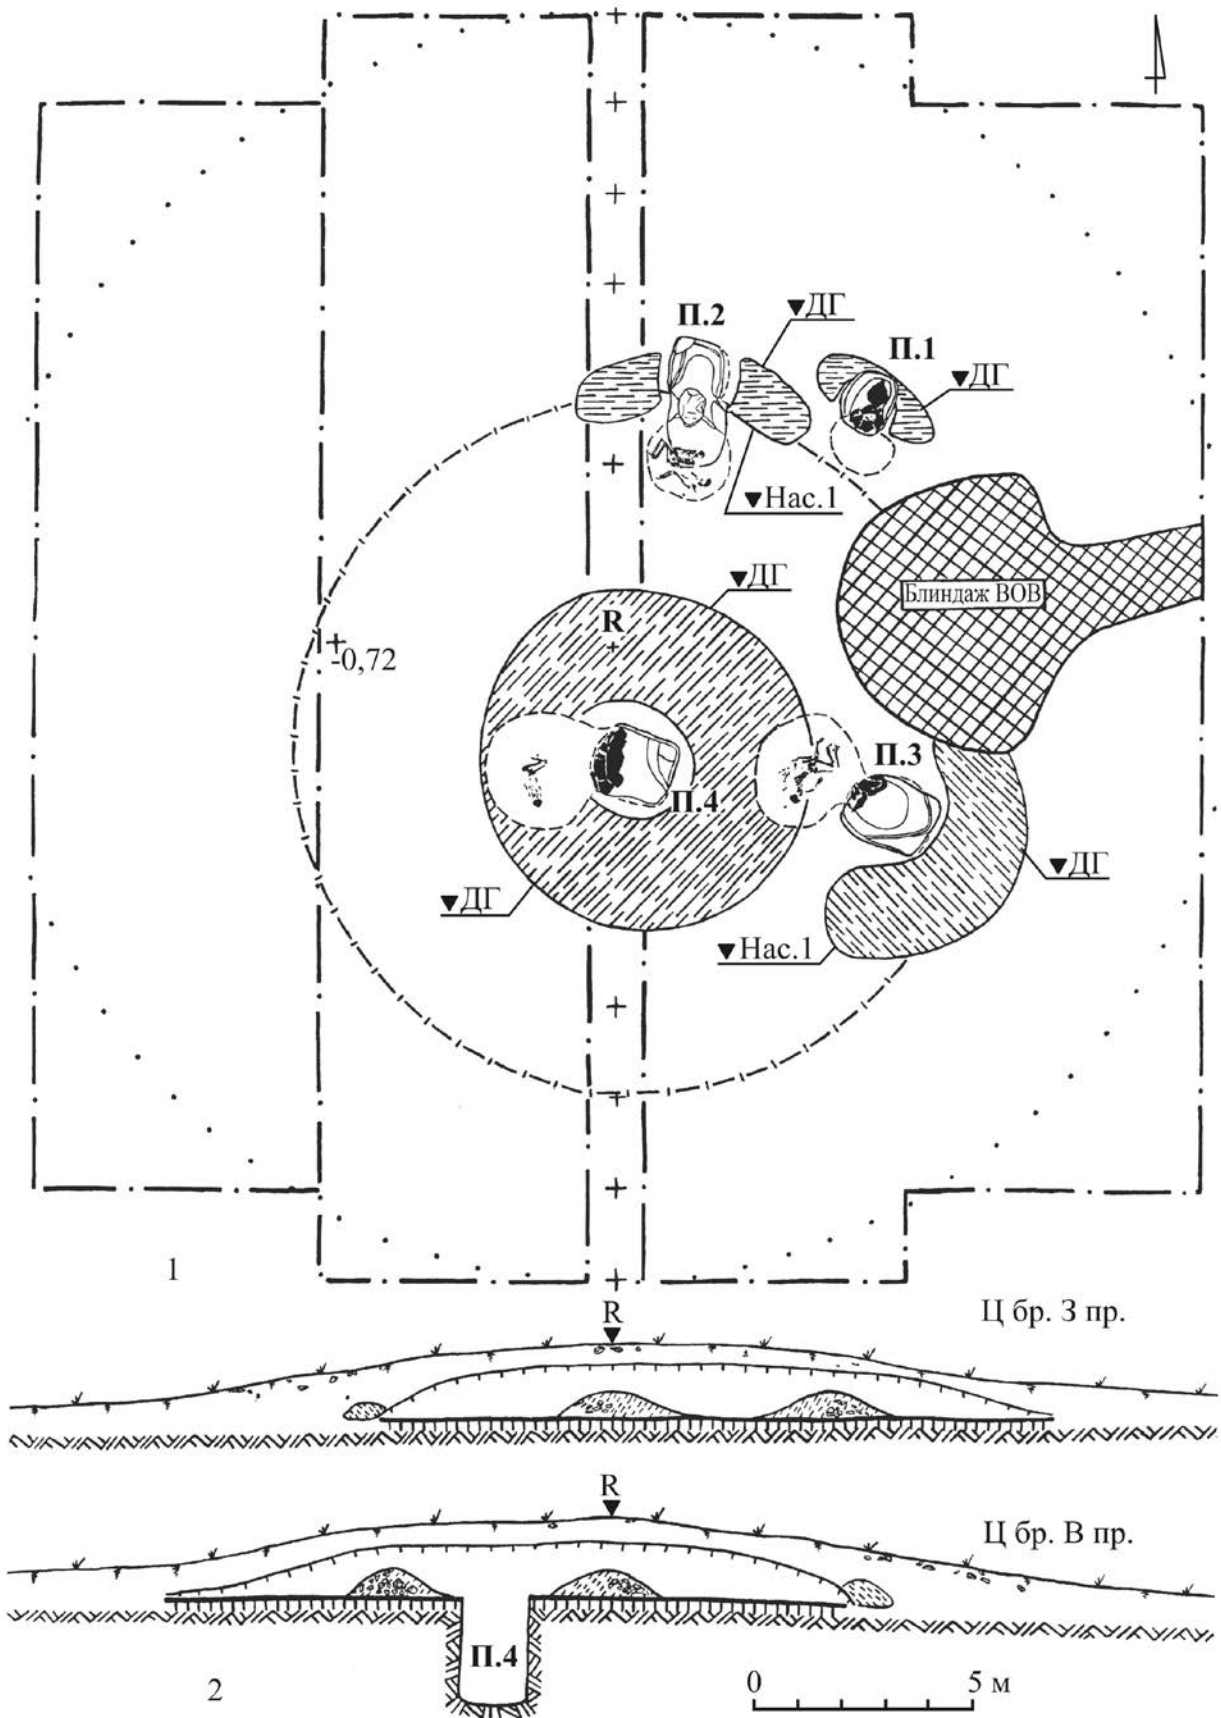 П.2
▼ДГ
П.1
▼ДГ
▼Нас.1
▼ДГ
Блиндаж ВОВ
R
-0,72
П.3
П.4
▼ДГ
▼ДГ
▼Нас.1
1
Ц бр. З пр.
R
R
Ц бр. В пр.
П.4
2
0 5 м